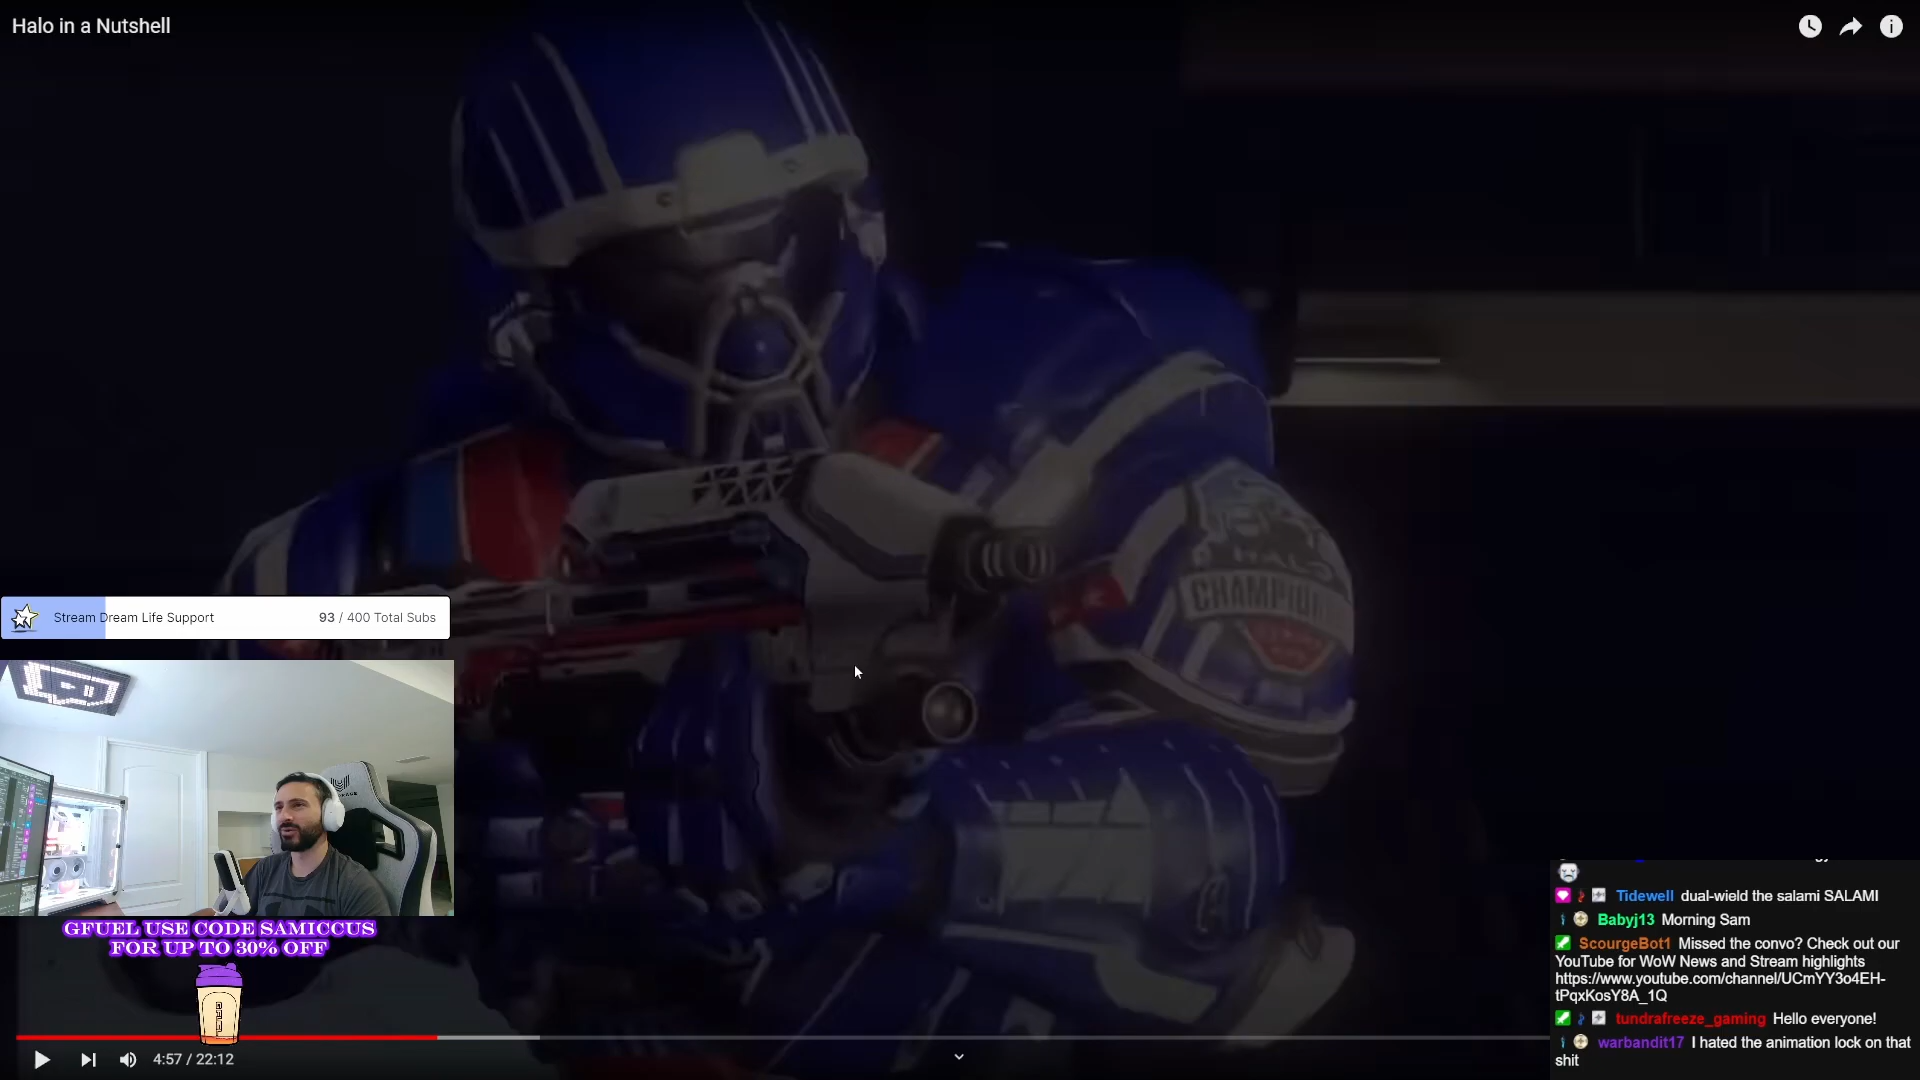 Halo in a Nutshell
HALO
CHAMPION
Stream Dream Life Support 93 / 400 Total Subs
GFUEL USE CODE SAMICCUS
FOR UP TO 30% OFF
4:57 / 22:12
Tidewell dual-wield the salami SALAMI
Babyj13 Morning Sam
ScourgeBot1 Missed the convo? Check out our
YouTube for WoW News and Stream highlights
https://www.youtube.com/channel/UCmYY3o4EH-
tPqxKosY8A_1Q
tundrafreeze_gaming Hello everyone!
warbandit17 I hated the animation lock on that
shit